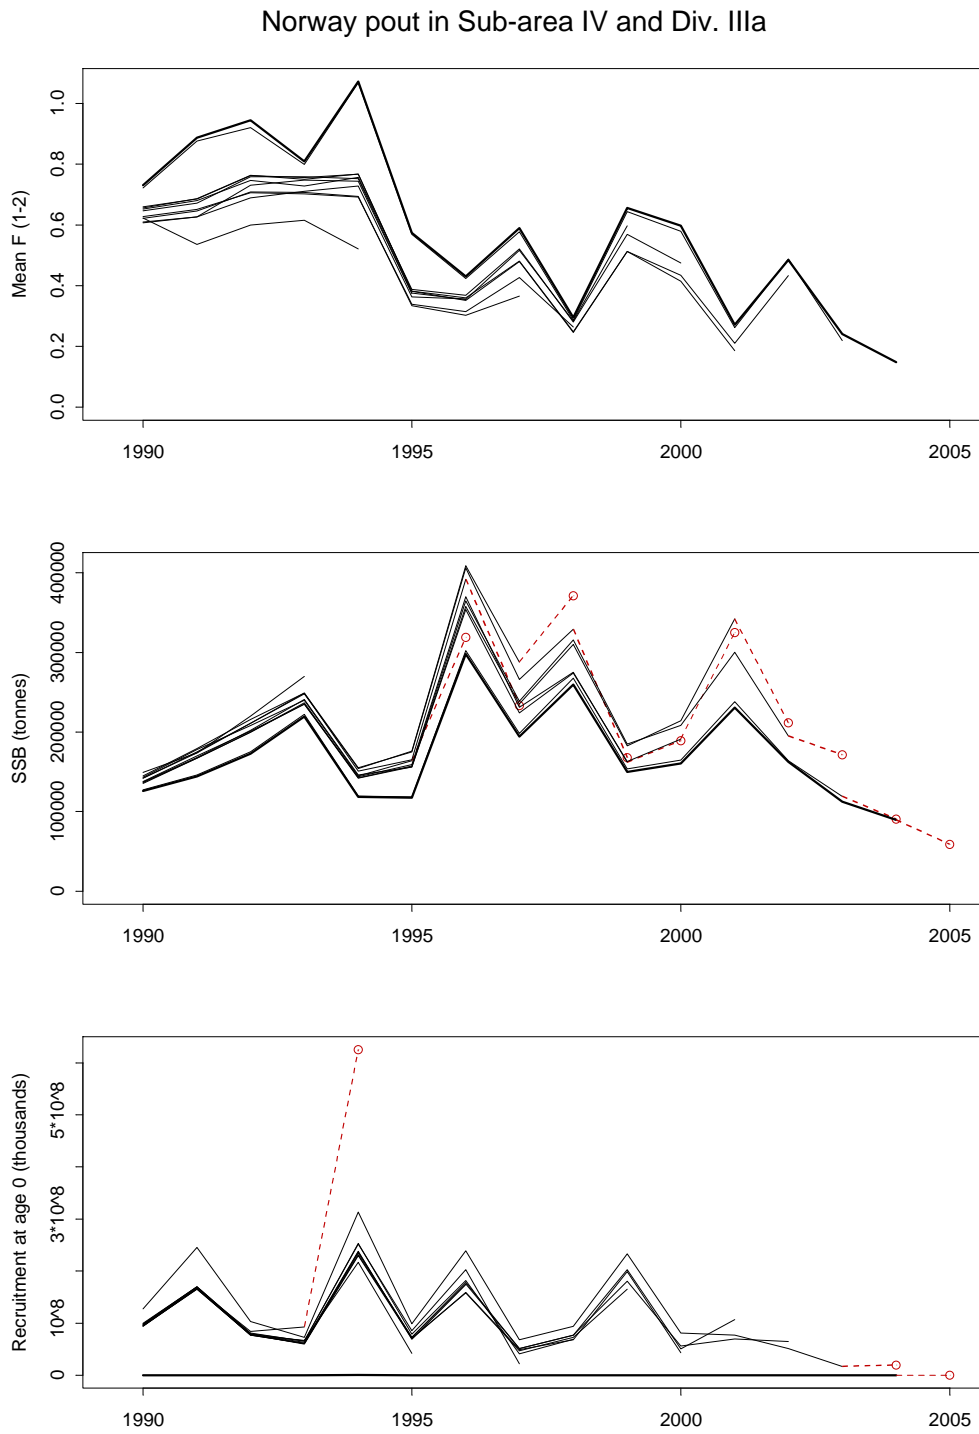 Norway pout in Sub-area IV and Div. IIIa
Mean F (1-2)
1.0
0.8
0.6
0.4
0.2
0.0
1990 1995 2000 2005
SSB (tonnes)
400000
300000
200000
100000
0
1990 1995 2000 2005
Recruitment at age 0 (thousands)
5*10^8
3*10^8
10^8
0
1990 1995 2000 2005